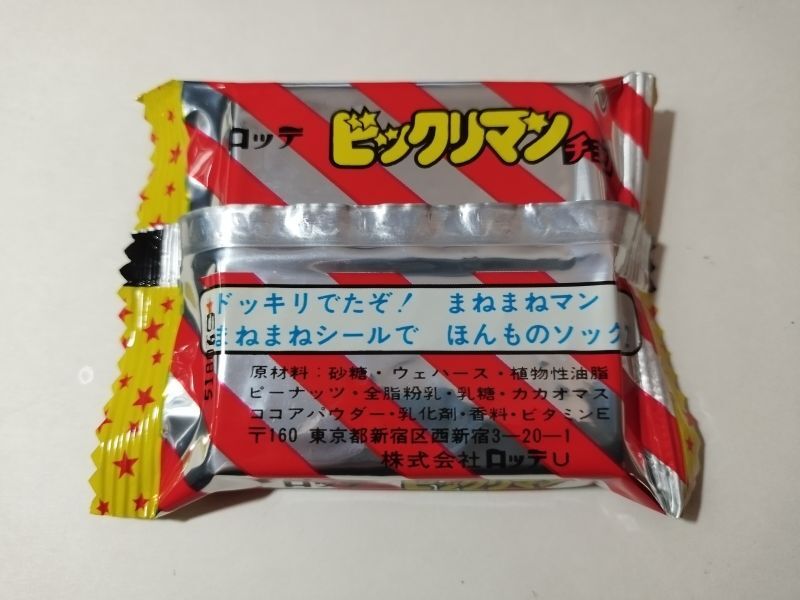 ロッテ ビックリマン チョコ
ドッキリでたぞ! まねまねマン
まねまねシールで ほんものソック
原材料:砂糖・ウェハース・植物性油脂
ピーナッツ・全脂粉乳・乳糖・カカオマス
ココアパウダー・乳化剤・香料・ビタミンE
〒160 東京都新宿区西新宿3-20-1
株式会社ロッテU